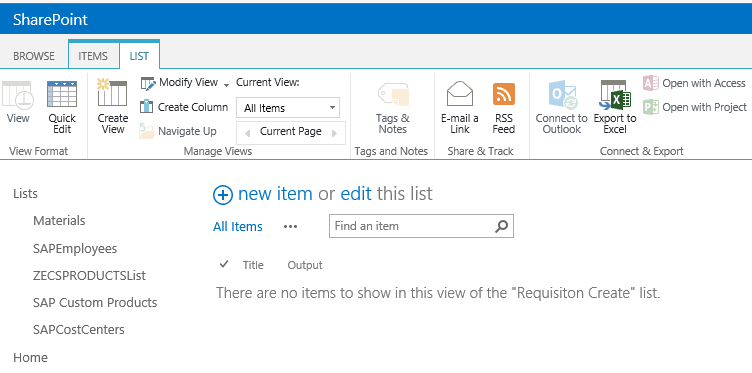 SharePoint
BROWSE ITEMS LIST
View
Quick Edit
View Format
Create View
Modify View
Create Column
Navigate Up
Current View:
All Items
Current Page
Manage Views
Tags & Notes
Tags and Notes
E-mail a Link
RSS Feed
Share & Track
Connect to Outlook
Export to Excel
Open with Access
Open with Project
Connect & Export
Lists
Materials
SAPEmployees
ZECSPRODUCTSList
SAP Custom Products
SAPCostCenters
Home
new item or edit this list
All Items ... Find an item
Title Output
There are no items to show in this view of the "Requisiton Create" list.